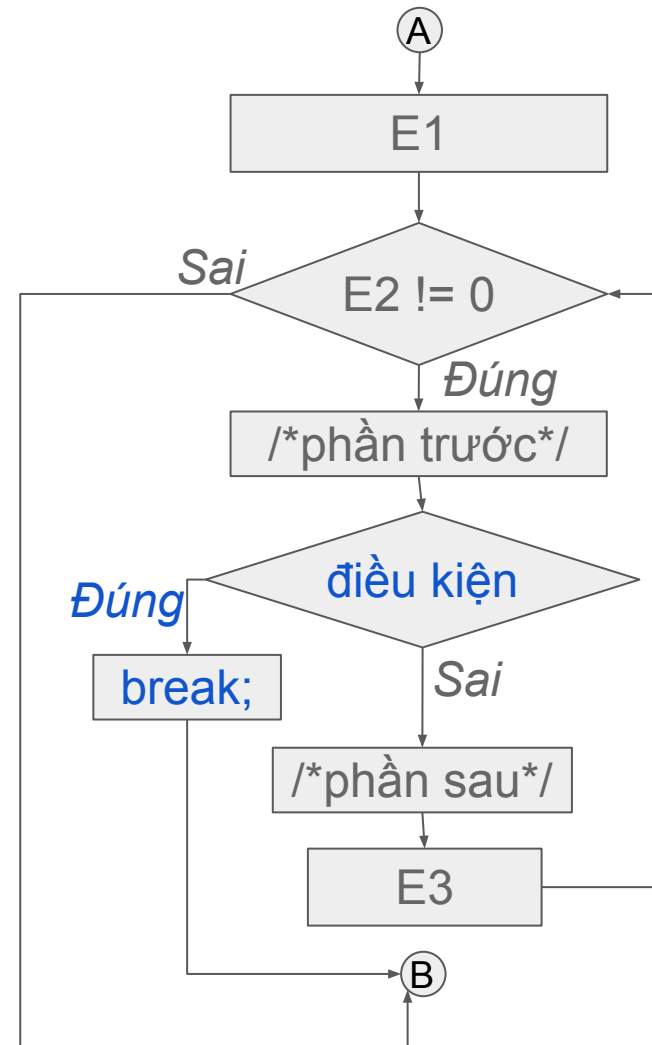 A
E1
Sai
E2 != 0
Đúng
/*phần trước*/
điều kiện
Đúng
break;
Sai
/*phần sau*/
E3
B